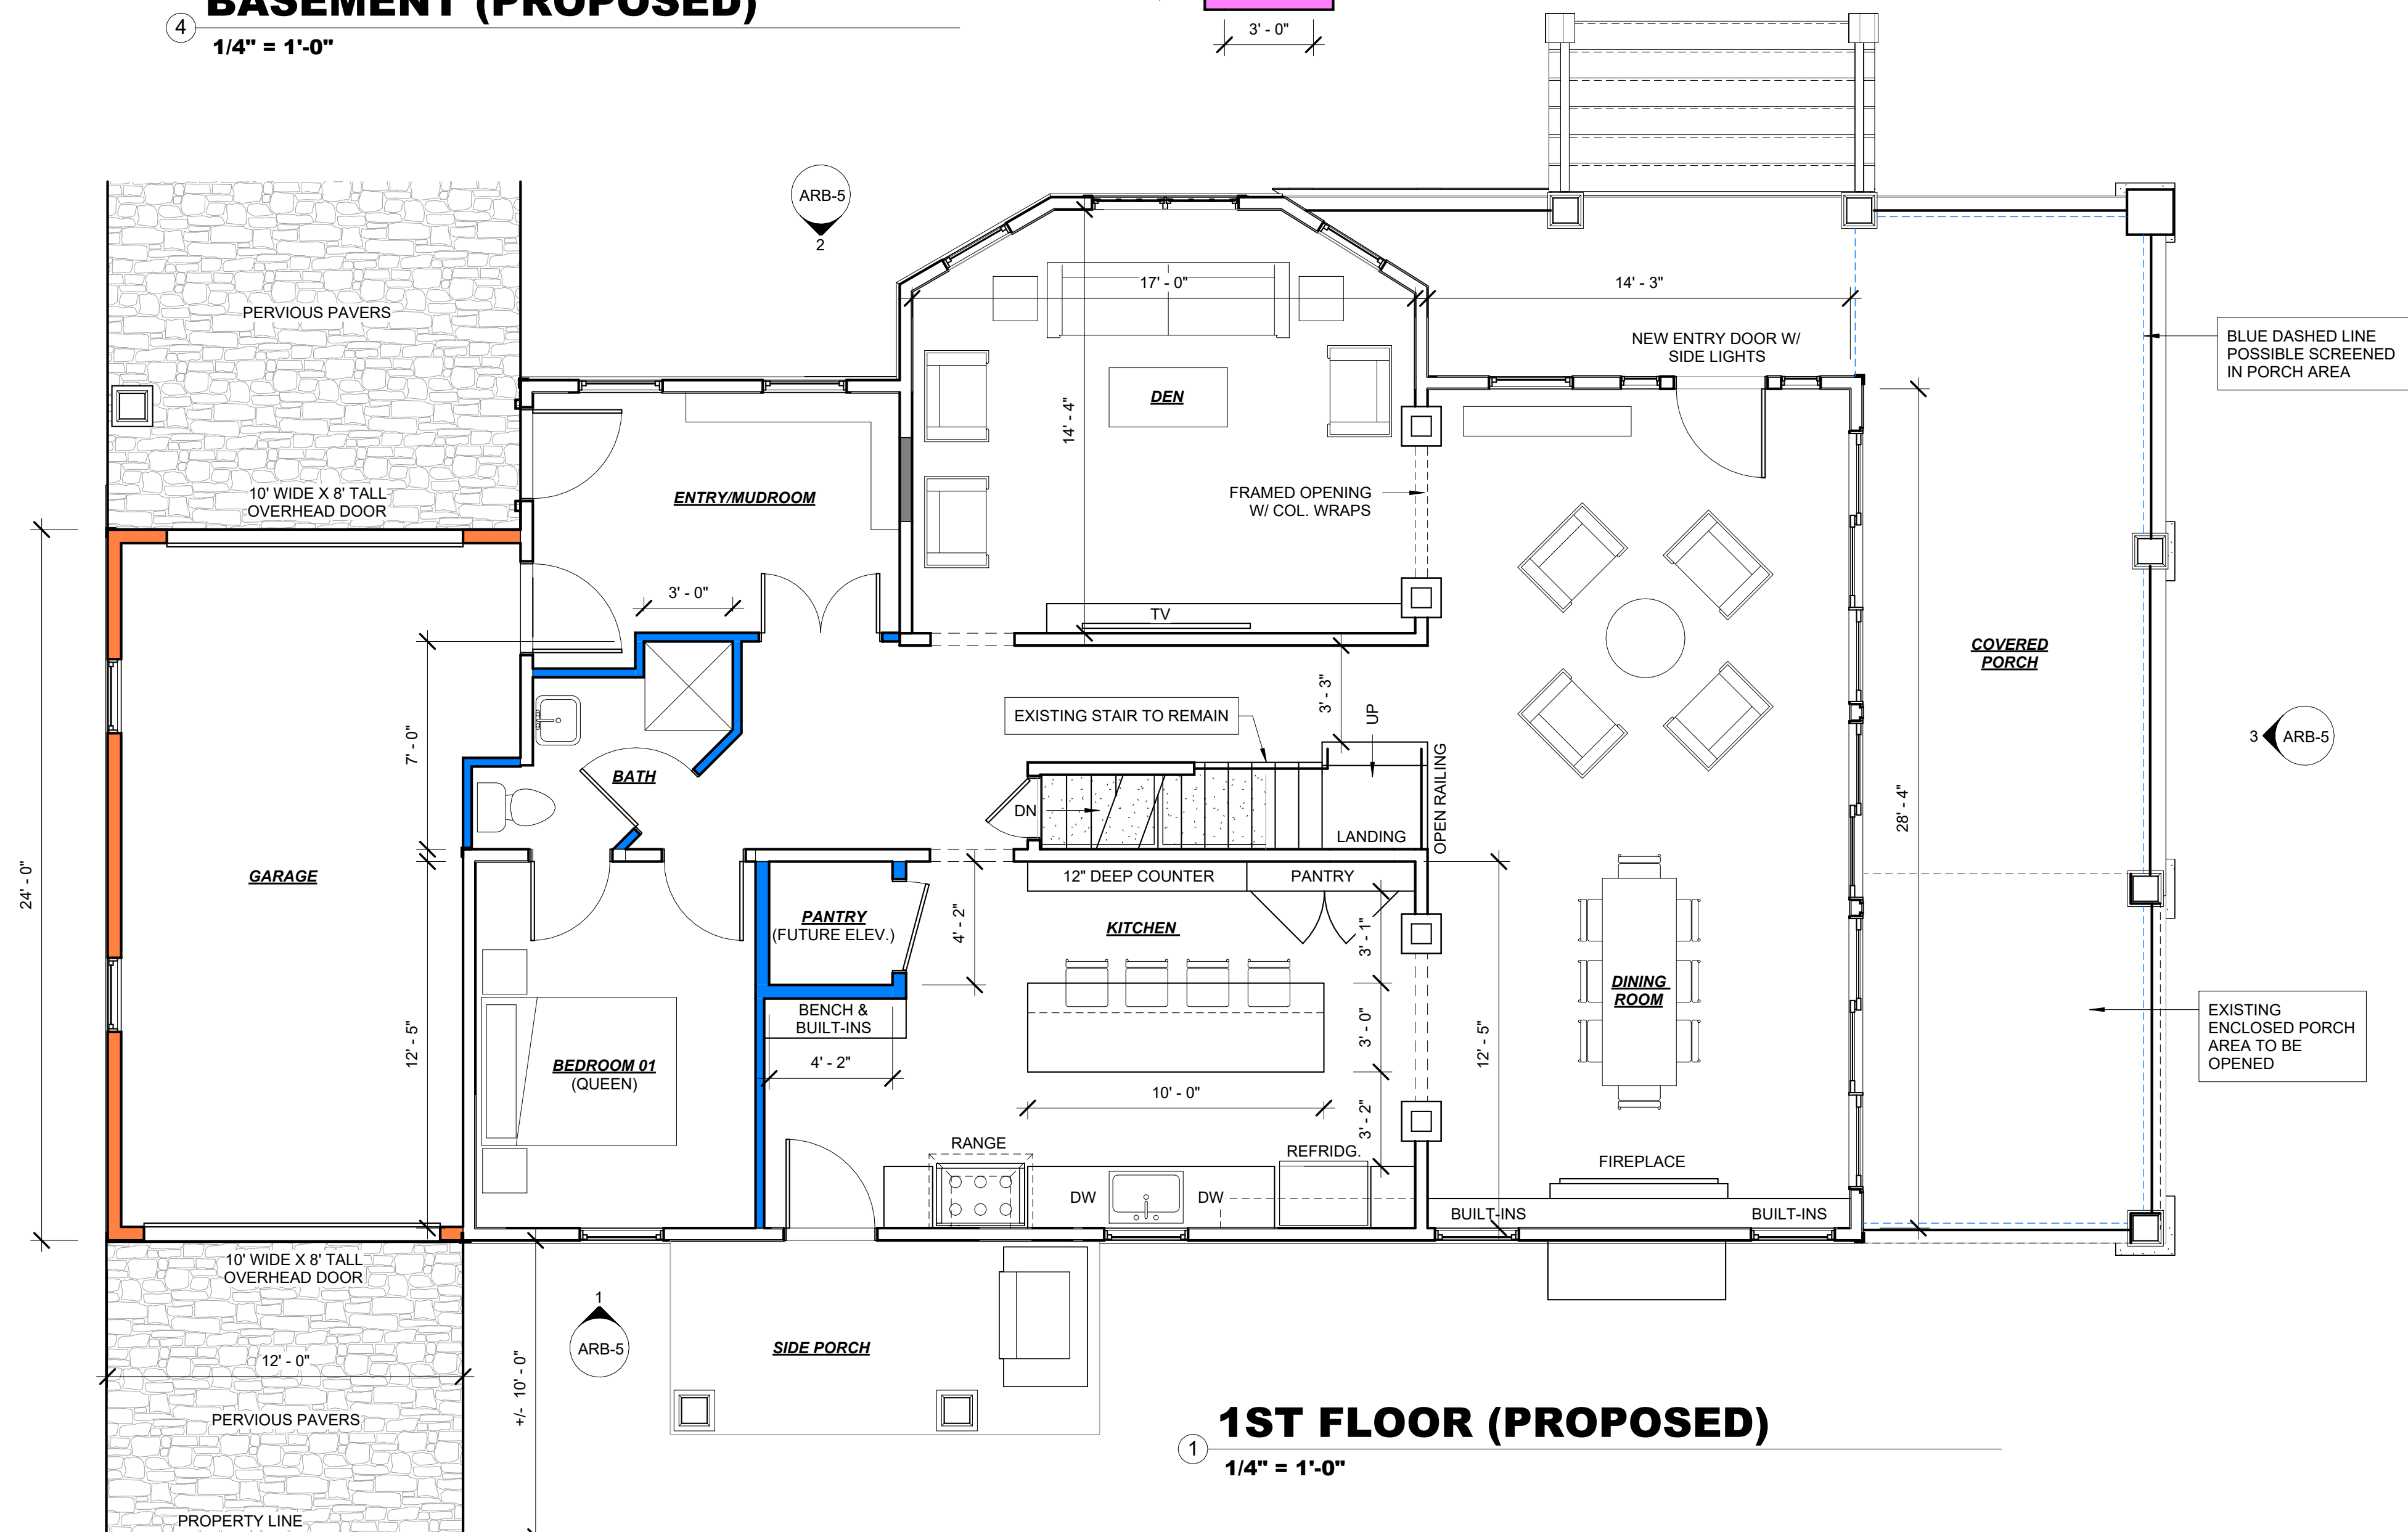 BASEMENT (PROPOSED)
4
1/4" = 1'-0"
3' - 0"
ARB-5
2
PERVIOUS PAVERS
17' - 0"
14' - 3"
NEW ENTRY DOOR W/
SIDE LIGHTS
BLUE DASHED LINE
POSSIBLE SCREENED
IN PORCH AREA
DEN
14' - 4"
10' WIDE X 8' TALL
OVERHEAD DOOR
ENTRY/MUDROOM
FRAMED OPENING
W/ COL. WRAPS
3' - 0"
TV
COVERED
PORCH
3' - 3"
UP
EXISTING STAIR TO REMAIN
7' - 0"
BATH
3
ARB-5
OPEN RAILING
DN
LANDING
28' - 4"
24' - 0"
GARAGE
12" DEEP COUNTER
PANTRY
PANTRY
(FUTURE ELEV.)
4' - 2"
KITCHEN
3' - 1"
DINING
ROOM
BENCH &
BUILT-INS
3' - 0"
12' - 5"
12' - 5"
EXISTING
ENCLOSED PORCH
AREA TO BE
OPENED
BEDROOM 01
(QUEEN)
4' - 2"
10' - 0"
3' - 2"
RANGE
REFRIDG.
FIREPLACE
DW
DW
BUILT-INS
BUILT-INS
10' WIDE X 8' TALL
OVERHEAD DOOR
1
ARB-5
SIDE PORCH
12' - 0"
+/- 10' - 0"
PERVIOUS PAVERS
1ST FLOOR (PROPOSED)
1
1/4" = 1'-0"
PROPERTY LINE